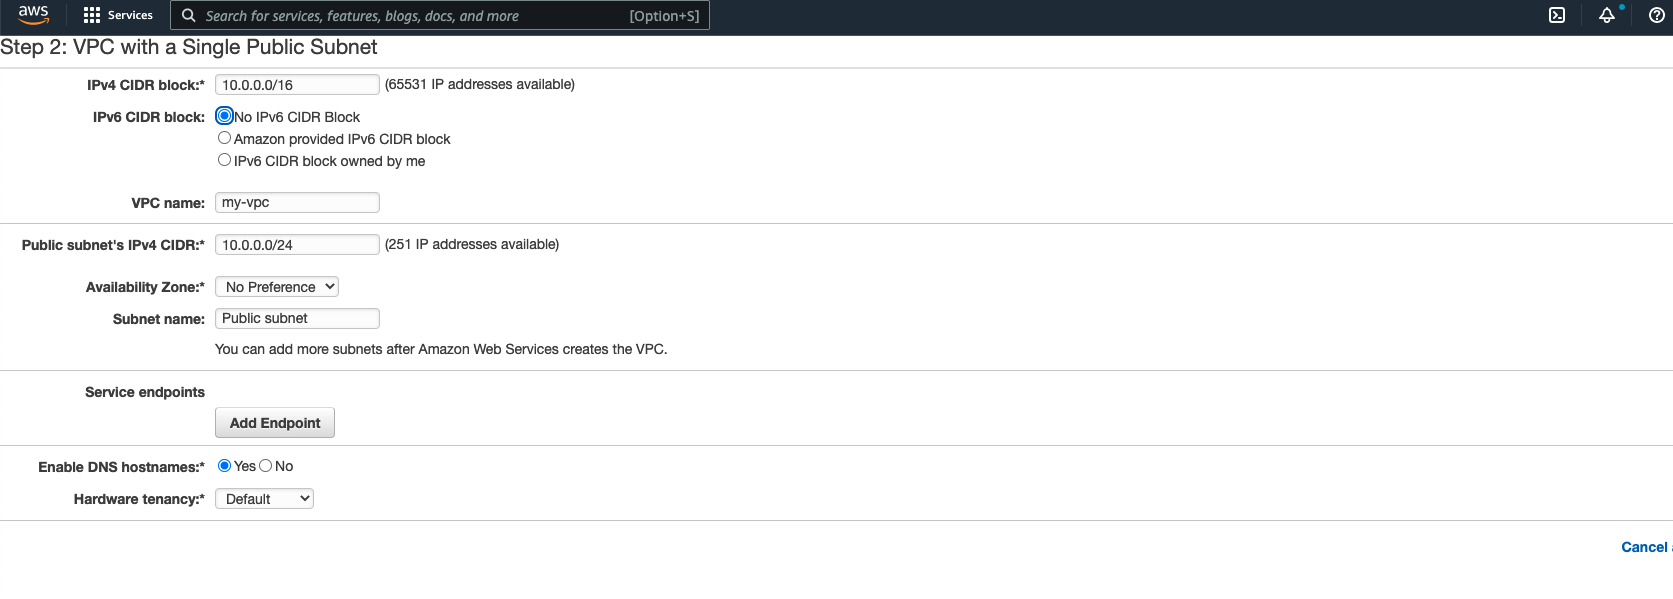 aws Services Search for services, features, blogs, docs, and more [Option+S]
Step 2: VPC with a Single Public Subnet
IPv4 CIDR block:* 10.0.0.0/16 (65531 IP addresses available)
IPv6 CIDR block: No IPv6 CIDR Block
Amazon provided IPv6 CIDR block
IPv6 CIDR block owned by me
VPC name: my-vpc
Public subnet's IPv4 CIDR:* 10.0.0.0/24 (251 IP addresses available)
Availability Zone:* No Preference
Subnet name: Public subnet
You can add more subnets after Amazon Web Services creates the VPC.
Service endpoints
Add Endpoint
Enable DNS hostnames:* Yes No
Hardware tenancy:* Default
Cancel